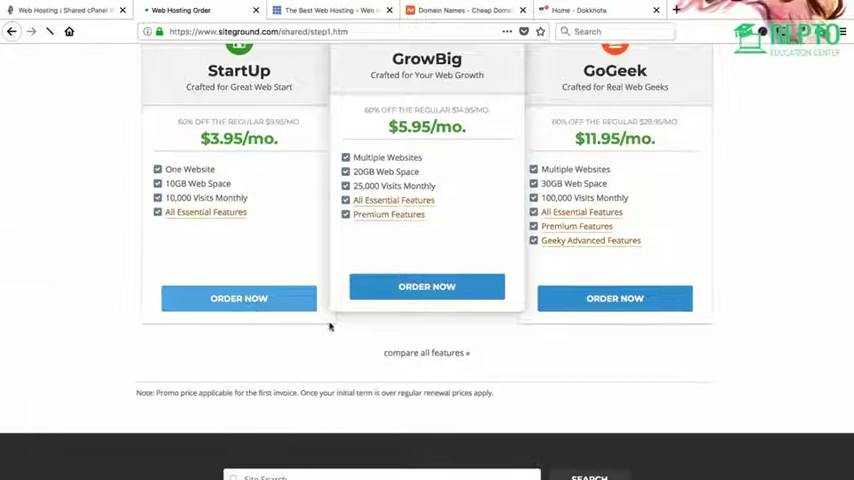 Web Hosting | Shared cPanel
Web Hosting Order
The Best Web Hosting - Web
Domain Names - Cheap Doma
Home - Dokkhota
https://www.siteground.com/shared/step1.htm
Search
REPTO
EDUCATION CENTER
StartUp
Crafted for Great Web Start
60% OFF THE REGULAR $9.95/MO.
$3.95/mo.
One Website
10GB Web Space
10,000 Visits Monthly
All Essential Features
ORDER NOW
GrowBig
Crafted for Your Web Growth
60% OFF THE REGULAR $14.95/MO.
$5.95/mo.
Multiple Websites
20GB Web Space
25,000 Visits Monthly
All Essential Features
Premium Features
ORDER NOW
GoGeek
Crafted for Real Web Geeks
60% OFF THE REGULAR $29.95/MO.
$11.95/mo.
Multiple Websites
30GB Web Space
100,000 Visits Monthly
All Essential Features
Premium Features
Geeky Advanced Features
ORDER NOW
compare all features »
Note: Promo price applicable for the first invoice. Once your initial term is over regular renewal prices apply.
Site Search
SEARCH